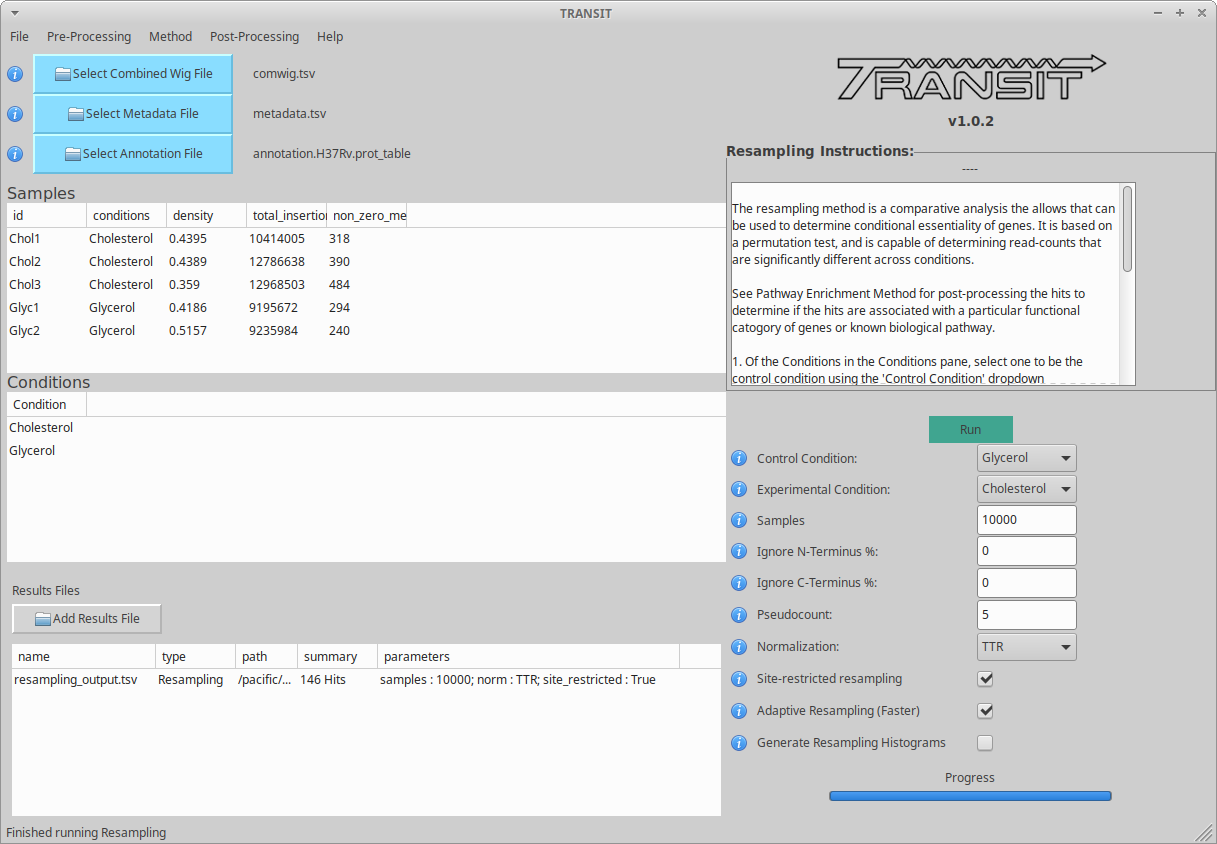 TRANSIT
File Pre-Processing Method Post-Processing Help
Select Combined Wig File comwig.tsv
Select Metadata File metadata.tsv
Select Annotation File annotation.H37Rv.prot_table
TRANSIT
v1.0.2
Samples
id conditions density total_insertion non_zero_me
Chol1 Cholesterol 0.4395 10414005 318
Chol2 Cholesterol 0.4389 12786638 390
Chol3 Cholesterol 0.359 12968503 484
Glyc1 Glycerol 0.4186 9195672 294
Glyc2 Glycerol 0.5157 9235984 240
Conditions
Condition
Cholesterol
Glycerol
Results Files
Add Results File
name type path summary parameters
resampling_output.tsv Resampling /pacific/... 146 Hits samples : 10000; norm : TTR; site_restricted : True
Resampling Instructions:
----
The resampling method is a comparative analysis the allows that can
be used to determine conditional essentiality of genes. It is based on
a permutation test, and is capable of determining read-counts that
are significantly different across conditions.
See Pathway Enrichment Method for post-processing the hits to
determine if the hits are associated with a particular functional
catogory of genes or known biological pathway.
1. Of the Conditions in the Conditions pane, select one to be the
control condition using the 'Control Condition' dropdown
Run
Control Condition: Glycerol
Experimental Condition: Cholesterol
Samples 10000
Ignore N-Terminus %: 0
Ignore C-Terminus %: 0
Pseudocount: 5
Normalization: TTR
Site-restricted resampling
Adaptive Resampling (Faster)
Generate Resampling Histograms
Progress
Finished running Resampling